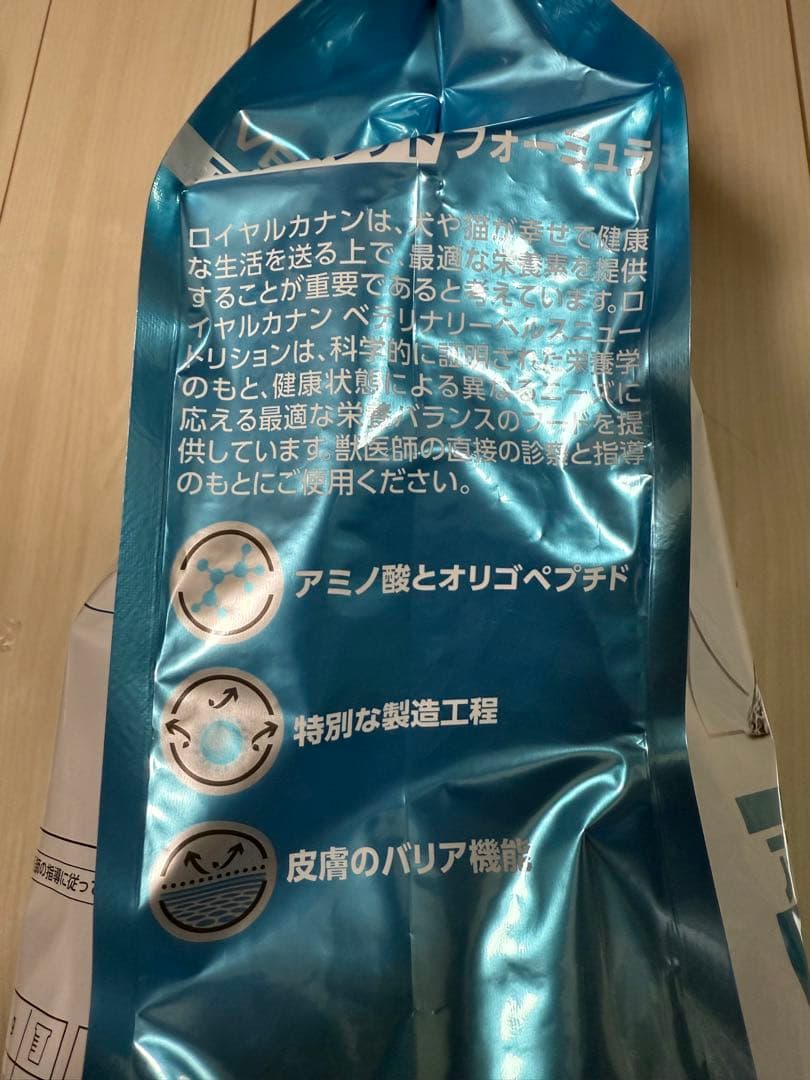 フォーミュラ
ロイヤルカナンは、犬や猫が幸せで健康
な生活を送る上で、最適な栄養素を提供
することが重要であると考えています。ロ
イヤルカナン ベテリナリーヘルスニュー
トリションは、科学的に証明された栄養学
のもと、健康状態による異なるニーズに
応える最適な栄養バランスのフードを提
供しています。獣医師の直接の診察と指導
のもとにご使用ください。
アミノ酸とオリゴペプチド
特別な製造工程
皮膚のバリア機能
師の指導に従って